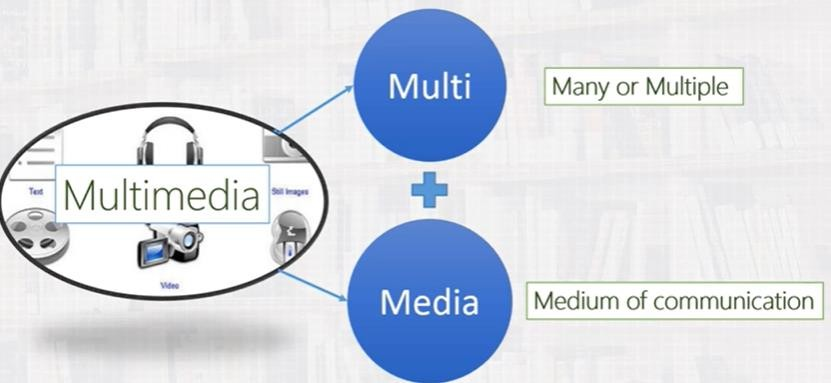 Multi
Many or Multiple
Text
Multimedia
Still Images
Video
Media
Medium of communication